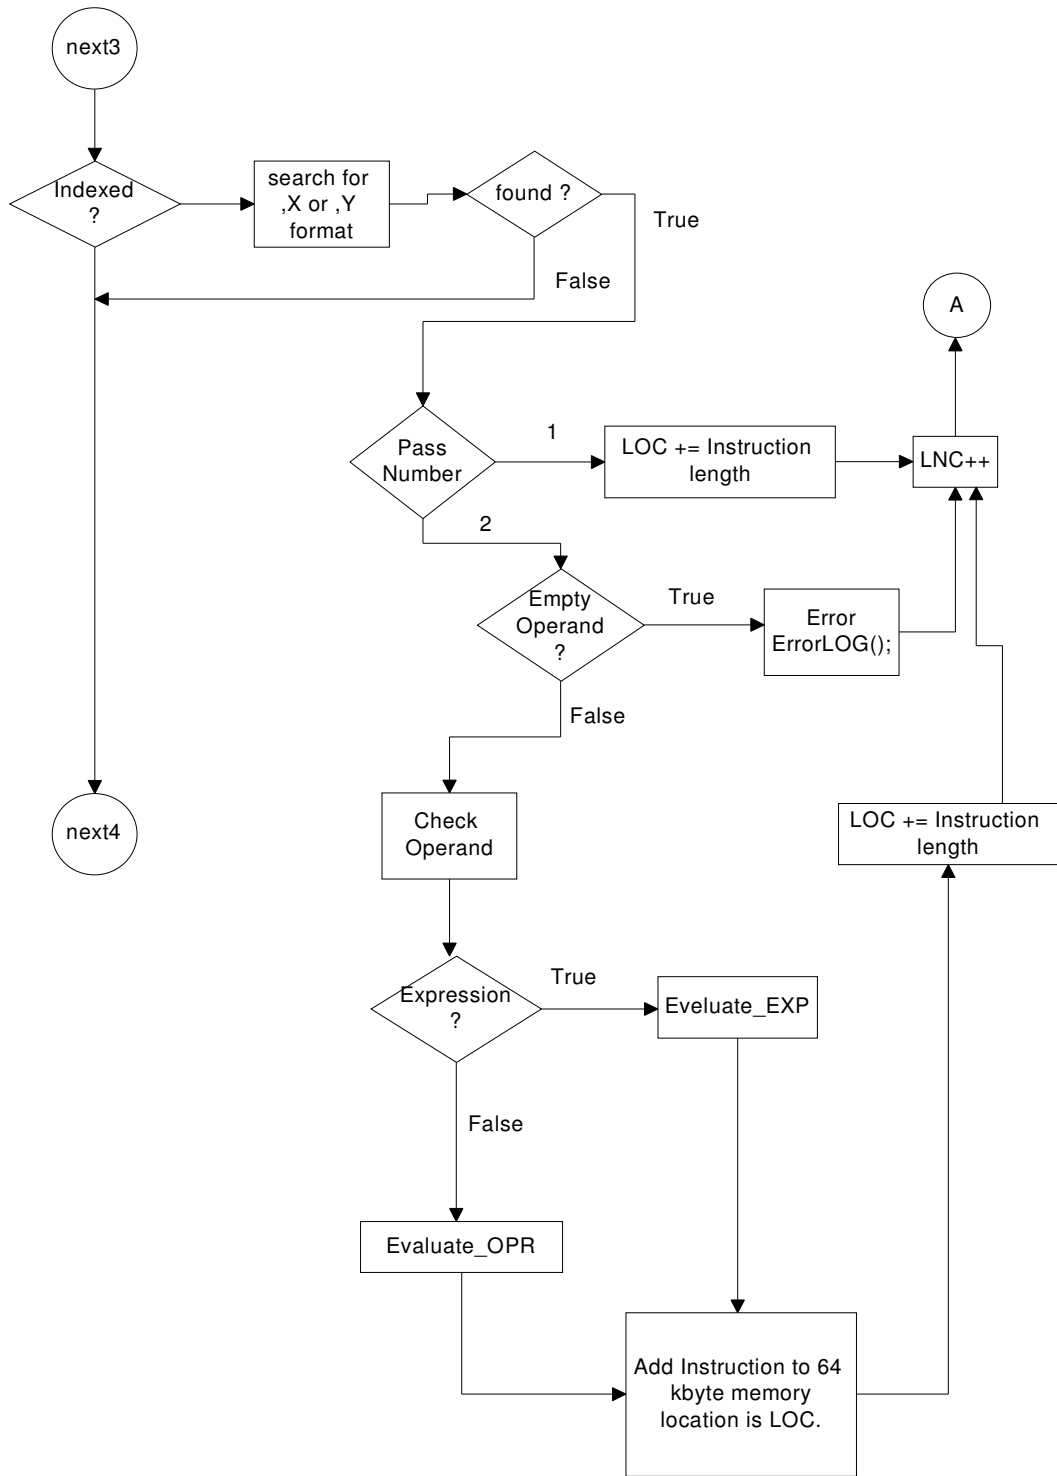 next3
Indexed
?
search for
,X or ,Y
format
found ?
True
False
A
Pass
Number
1
LOC += Instruction
length
LNC++
2
Empty
Operand
?
True
Error
ErrorLOG();
False
Check
Operand
next4
LOC += Instruction
length
Expression
?
True
Eveluate_EXP
False
Evaluate_OPR
Add Instruction to 64
kbyte memory
location is LOC.